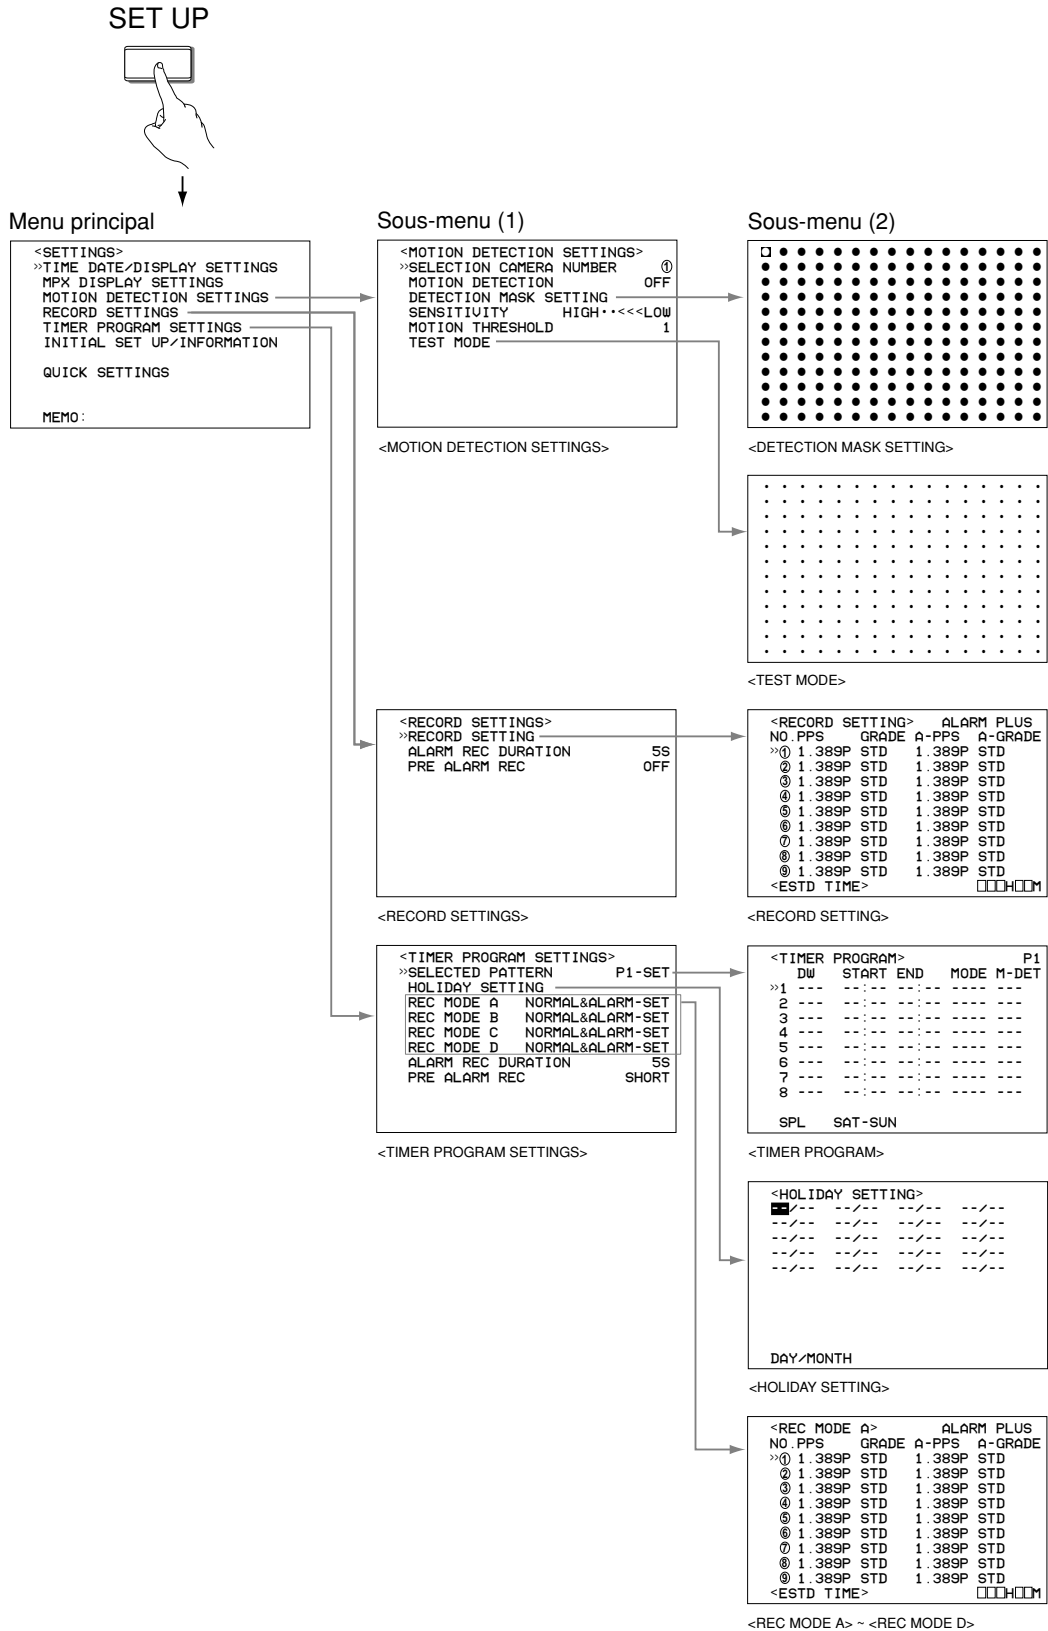 SET UP
Menu principal
<SETTINGS>
»TIME DATE/DISPLAY SETTINGS
MPX DISPLAY SETTINGS
MOTION DETECTION SETTINGS
RECORD SETTINGS
TIMER PROGRAM SETTINGS
INITIAL SET UP/INFORMATION
QUICK SETTINGS
MEMO:
Sous-menu (1)
<MOTION DETECTION SETTINGS>
»SELECTION CAMERA NUMBER ①
MOTION DETECTION OFF
DETECTION MASK SETTING
SENSITIVITY HIGH··<<<LOW
MOTION THRESHOLD 1
TEST MODE
<MOTION DETECTION SETTINGS>
Sous-menu (2)
<DETECTION MASK SETTING>
<TEST MODE>
<RECORD SETTINGS>
»RECORD SETTING
ALARM REC DURATION 5S
PRE ALARM REC OFF
<RECORD SETTINGS>
<RECORD SETTING> ALARM PLUS
NO.PPS GRADE A-PPS A-GRADE
»① 1.389P STD 1.389P STD
② 1.389P STD 1.389P STD
③ 1.389P STD 1.389P STD
④ 1.389P STD 1.389P STD
⑤ 1.389P STD 1.389P STD
⑥ 1.389P STD 1.389P STD
⑦ 1.389P STD 1.389P STD
⑧ 1.389P STD 1.389P STD
⑨ 1.389P STD 1.389P STD
<ESTD TIME> □□□H□□M
<RECORD SETTING>
<TIMER PROGRAM SETTINGS>
»SELECTED PATTERN P1-SET
HOLIDAY SETTING
REC MODE A NORMAL&ALARM-SET
REC MODE B NORMAL&ALARM-SET
REC MODE C NORMAL&ALARM-SET
REC MODE D NORMAL&ALARM-SET
ALARM REC DURATION 5S
PRE ALARM REC SHORT
<TIMER PROGRAM SETTINGS>
<TIMER PROGRAM> P1
DW START END MODE M-DET
»1 --- --:-- --:-- ---- ---
2 --- --:-- --:-- ---- ---
3 --- --:-- --:-- ---- ---
4 --- --:-- --:-- ---- ---
5 --- --:-- --:-- ---- ---
6 --- --:-- --:-- ---- ---
7 --- --:-- --:-- ---- ---
8 --- --:-- --:-- ---- ---
SPL SAT-SUN
<TIMER PROGRAM>
<HOLIDAY SETTING>
--/-- --/-- --/-- --/--
--/-- --/-- --/-- --/--
--/-- --/-- --/-- --/--
--/-- --/-- --/-- --/--
--/-- --/-- --/-- --/--
DAY/MONTH
<HOLIDAY SETTING>
<REC MODE A> ALARM PLUS
NO.PPS GRADE A-PPS A-GRADE
»① 1.389P STD 1.389P STD
② 1.389P STD 1.389P STD
③ 1.389P STD 1.389P STD
④ 1.389P STD 1.389P STD
⑤ 1.389P STD 1.389P STD
⑥ 1.389P STD 1.389P STD
⑦ 1.389P STD 1.389P STD
⑧ 1.389P STD 1.389P STD
⑨ 1.389P STD 1.389P STD
<ESTD TIME> □□□H□□M
<REC MODE A> ~ <REC MODE D>